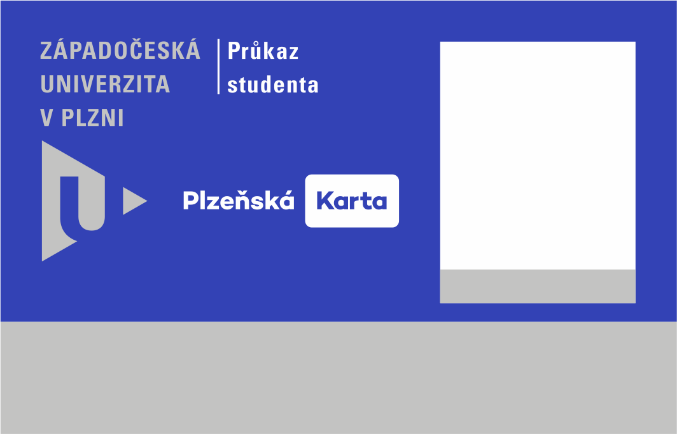 ZÁPADOČESKÁ
UNIVERZITA
V PLZNI
Průkaz
studenta
Plzeňská Karta